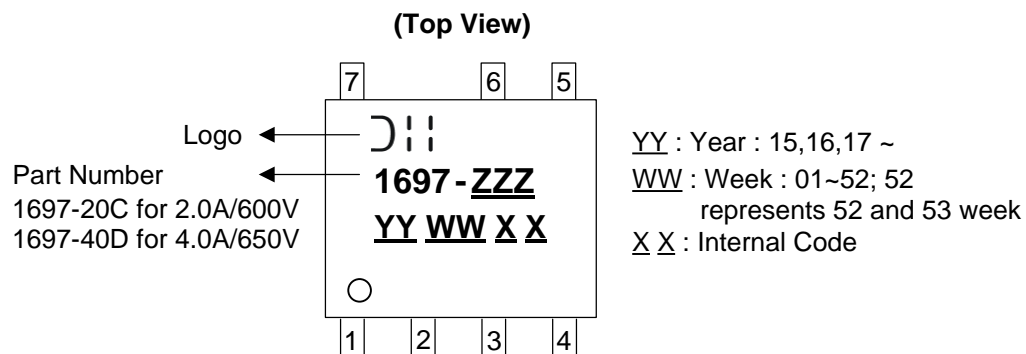 (Top View)
7 6 5
Logo
Part Number
1697-20C for 2.0A/600V
1697-40D for 4.0A/650V
1697-ZZZ
YY WW X X
YY : Year : 15,16,17 ~
WW : Week : 01~52; 52
represents 52 and 53 week
X X : Internal Code
1 2 3 4